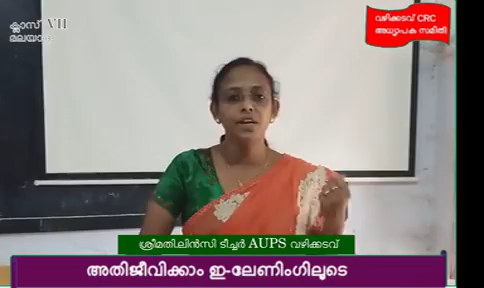 ക്ലാസ് VII
മലയാളം
വഴിക്കടവ് CRC
അധ്യാപക സമിതി
ശ്രീമതി.ലിൻസി ടീച്ചർ AUPS വഴിക്കടവ്
അതിജീവിക്കാം ഇ-ലേണിംഗിലൂടെ